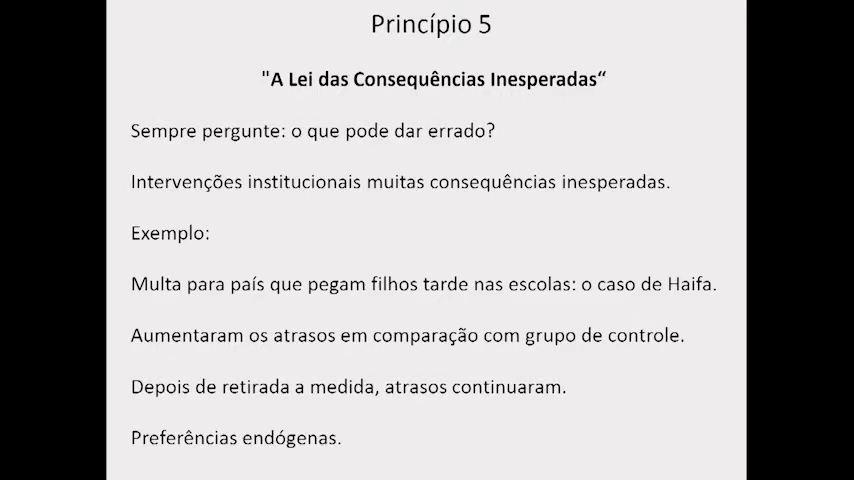 Princípio 5
"A Lei das Consequências Inesperadas“
Sempre pergunte: o que pode dar errado?
Intervenções institucionais muitas consequências inesperadas.
Exemplo:
Multa para país que pegam filhos tarde nas escolas: o caso de Haifa.
Aumentaram os atrasos em comparação com grupo de controle.
Depois de retirada a medida, atrasos continuaram.
Preferências endógenas.